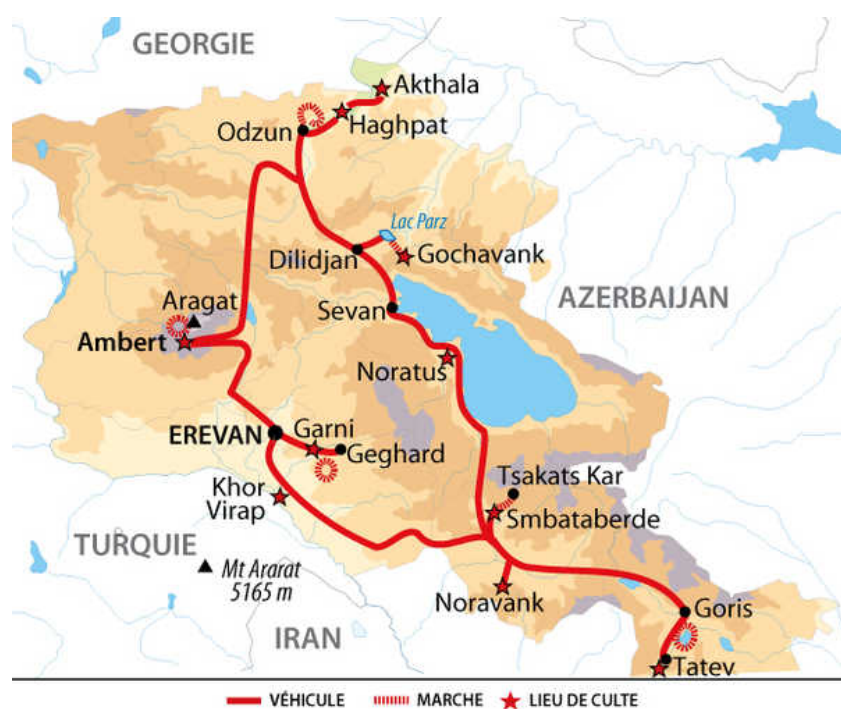 GEORGIE
Akthala
Haghpat
Odzun
Lac Parz
Dilidjan
Gochavank
AZERBAIJAN
Aragat
Sevan
Ambert
Noratus
EREVAN
Garni
Geghard
Khor
Virap
Tsakats Kar
Smbataberde
TURQUIE
Mt Ararat
5165 m
Noravank
Goris
IRAN
Tatev
VÉHICULE
MARCHE
LIEU DE CULTE